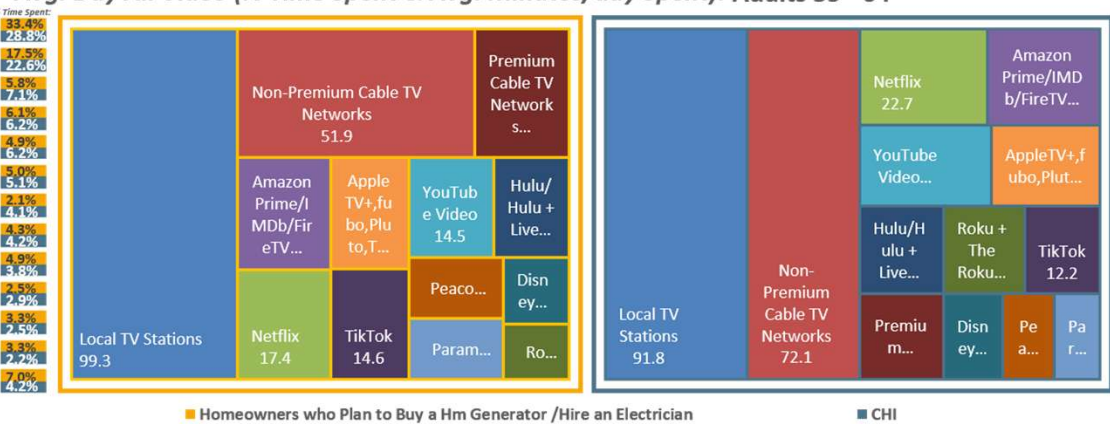 Time Spent:
33.4%
28.8%
17.5%
22.6%
5.8%
7.1%
6.1%
6.2%
4.9%
6.2%
5.0%
5.1%
2.1%
4.1%
4.3%
4.2%
4.9%
3.8%
2.5%
2.9%
3.3%
2.5%
3.3%
2.2%
7.0%
4.2%
Local TV Stations
99.3
Non-Premium Cable TV
Networks
51.9
Premium
Cable TV
Network
s...
Amazon
Prime/I
MDb/Fir
eTV...
Apple
TV+,fu
bo,Plu
to,T...
YouTub
e Video
14.5
Hulu/
Hulu +
Live...
Netflix
17.4
TikTok
14.6
Peaco...
Disn
ey...
Param...
Ro...
Local TV
Stations
91.8
Non-
Premium
Cable TV
Networks
72.1
Netflix
22.7
Amazon
Prime/IMD
b/FireTV...
YouTube
Video...
AppleTV+,f
ubo,Plut...
Hulu/H
ulu +
Live...
Roku +
The
Roku...
TikTok
12.2
Premiu
m...
Disn
ey...
Pe
a...
Pa
r...
Homeowners who Plan to Buy a Hm Generator /Hire an Electrician
CHI